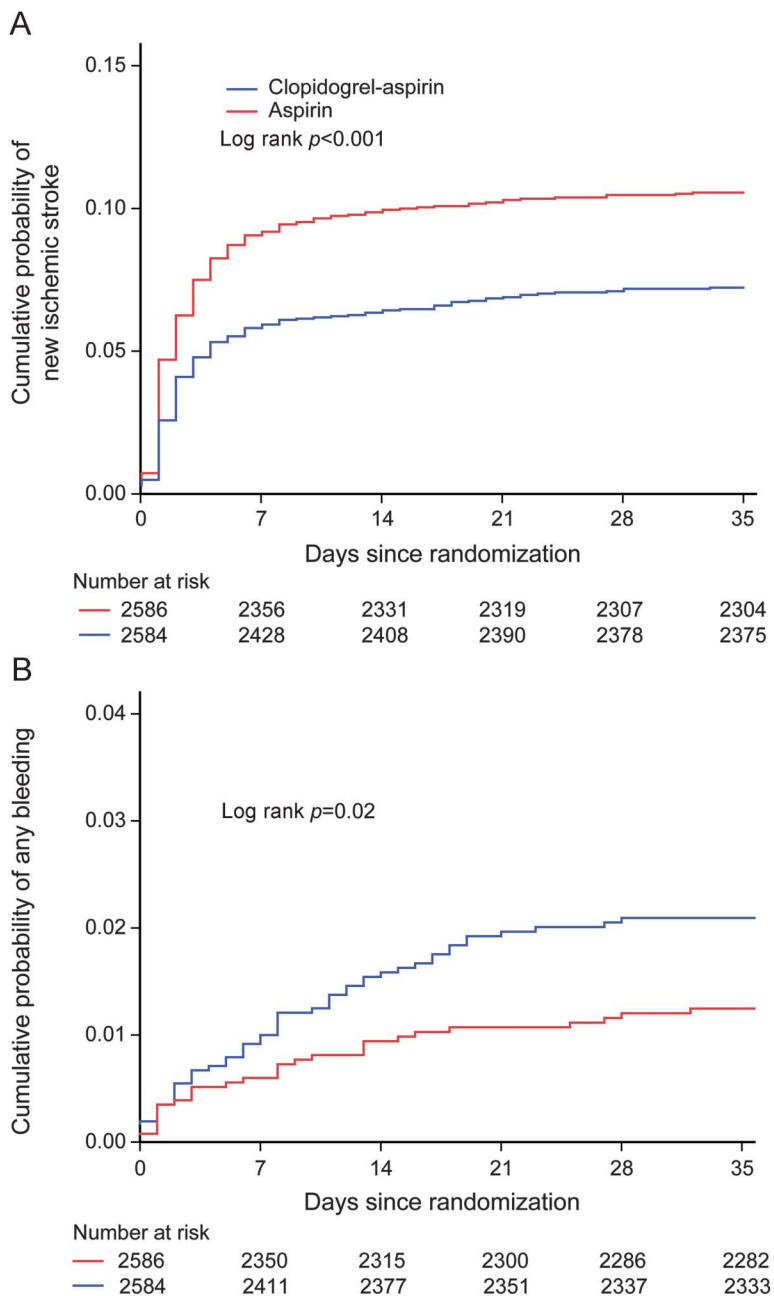 A
Cumulative probability of
new ischemic stroke
0.15
0.10
0.05
0.00
Clopidogrel-aspirin
Aspirin
Log rank p<0.001
0 7 14 21 28 35
Days since randomization
Number at risk
2586 2356 2331 2319 2307 2304
2584 2428 2408 2390 2378 2375
B
Cumulative probability of any bleeding
0.04
0.03
0.02
0.01
0.00
Log rank p=0.02
0 7 14 21 28 35
Days since randomization
Number at risk
2586 2350 2315 2300 2286 2282
2584 2411 2377 2351 2337 2333